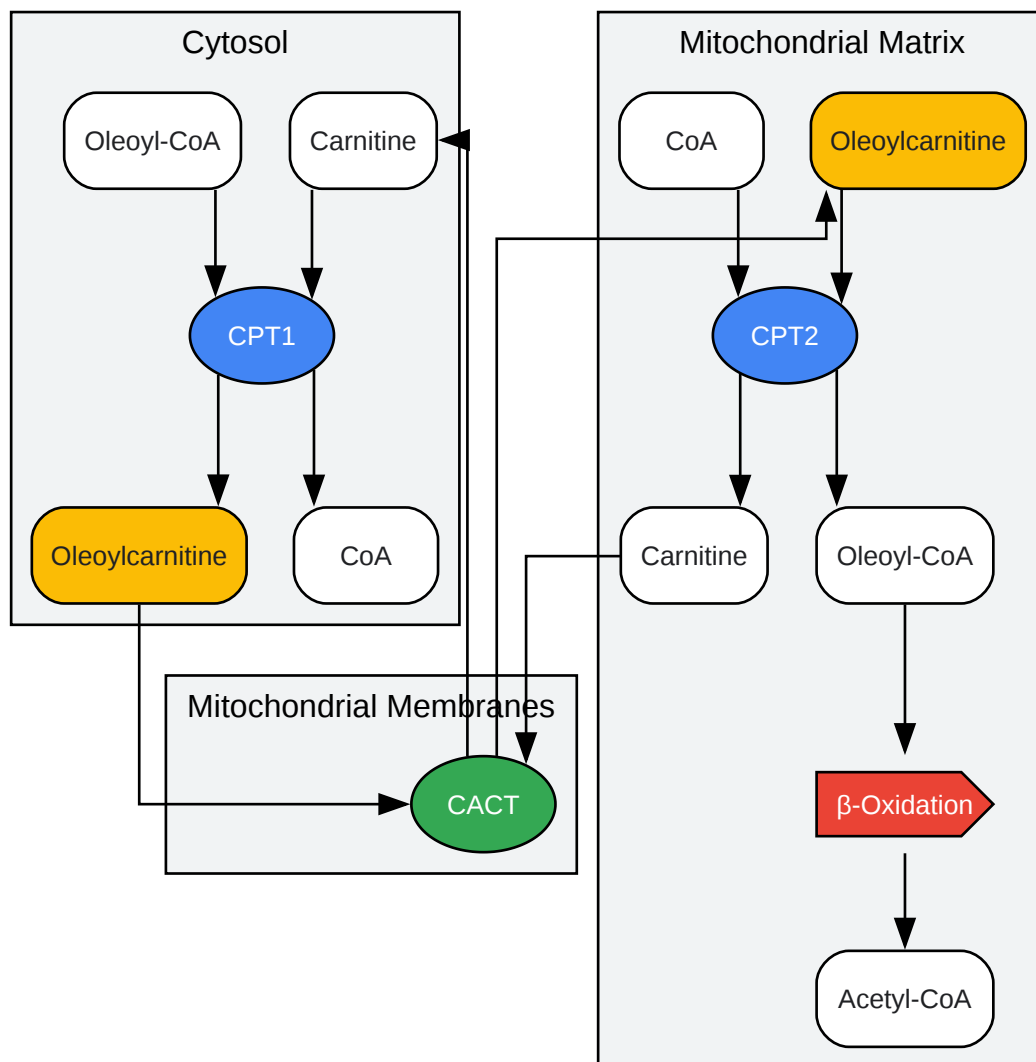 Cytosol
Oleoyl-CoA
Carnitine
CPT1
Oleoylcarnitine
CoA
Mitochondrial Membranes
CACT
Mitochondrial Matrix
CoA
Oleoylcarnitine
CPT2
Carnitine
Oleoyl-CoA
β-Oxidation
Acetyl-CoA